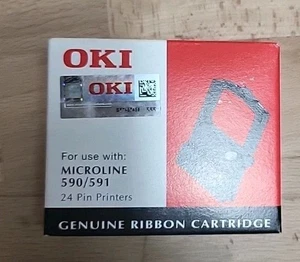 OKI
OKI
For use with:
MICROLINE
590/591
24 Pin Printers
GENUINE RIBBON CARTRIDGE